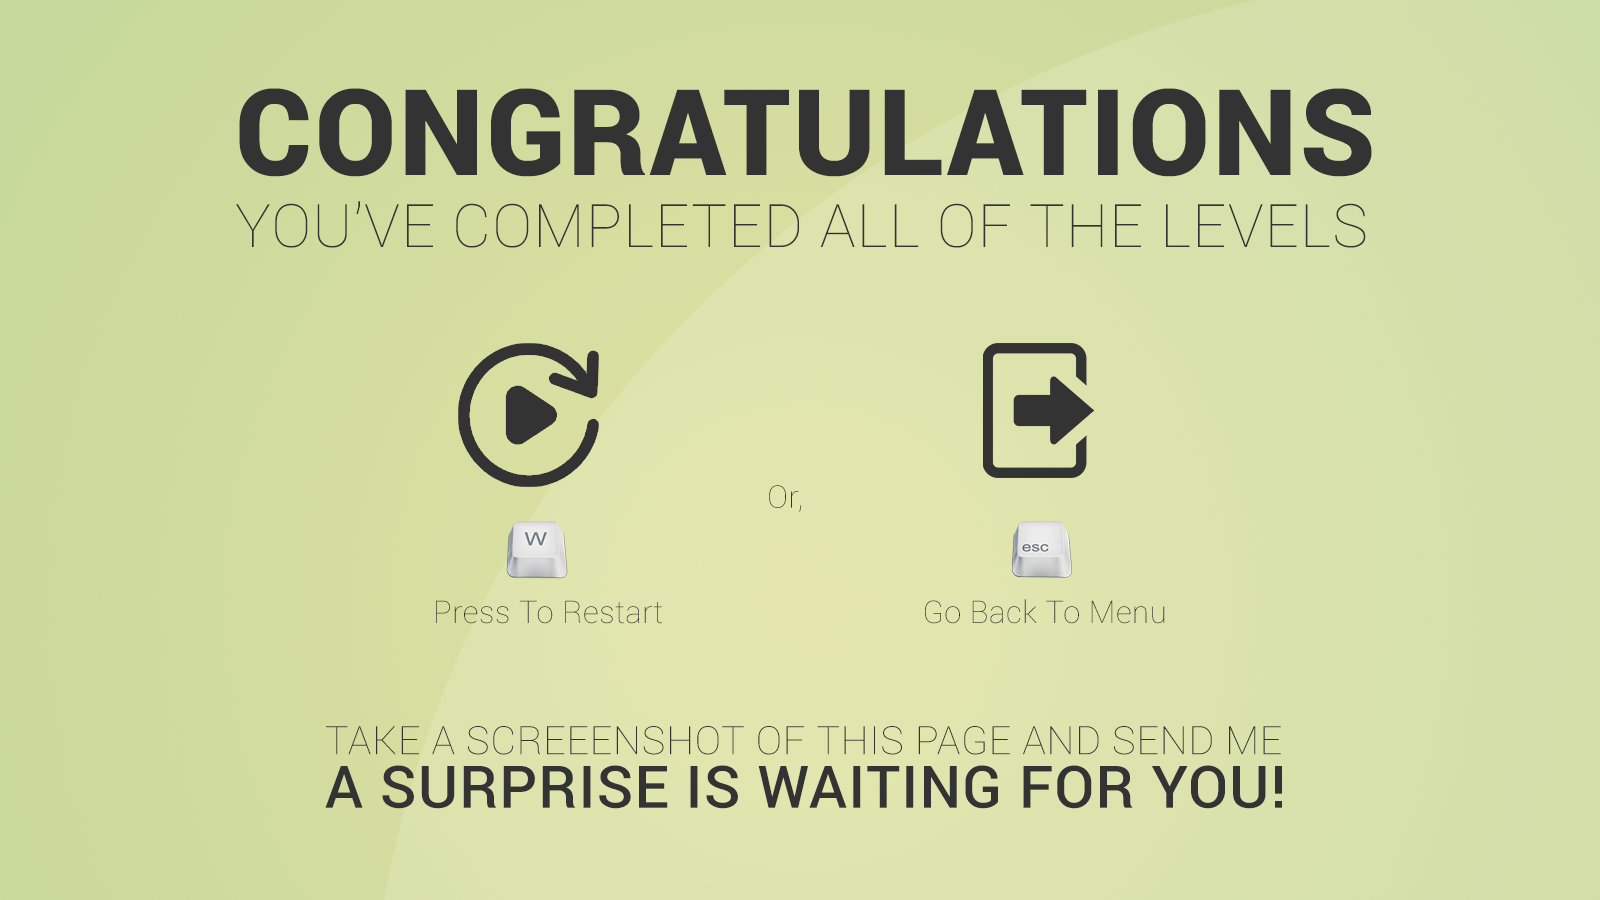 CONGRATULATIONS
YOU'VE COMPLETED ALL OF THE LEVELS
Or,
W
esc
Press To Restart
Go Back To Menu
TAKE A SCREEENSHOT OF THIS PAGE AND SEND ME
A SURPRISE IS WAITING FOR YOU!